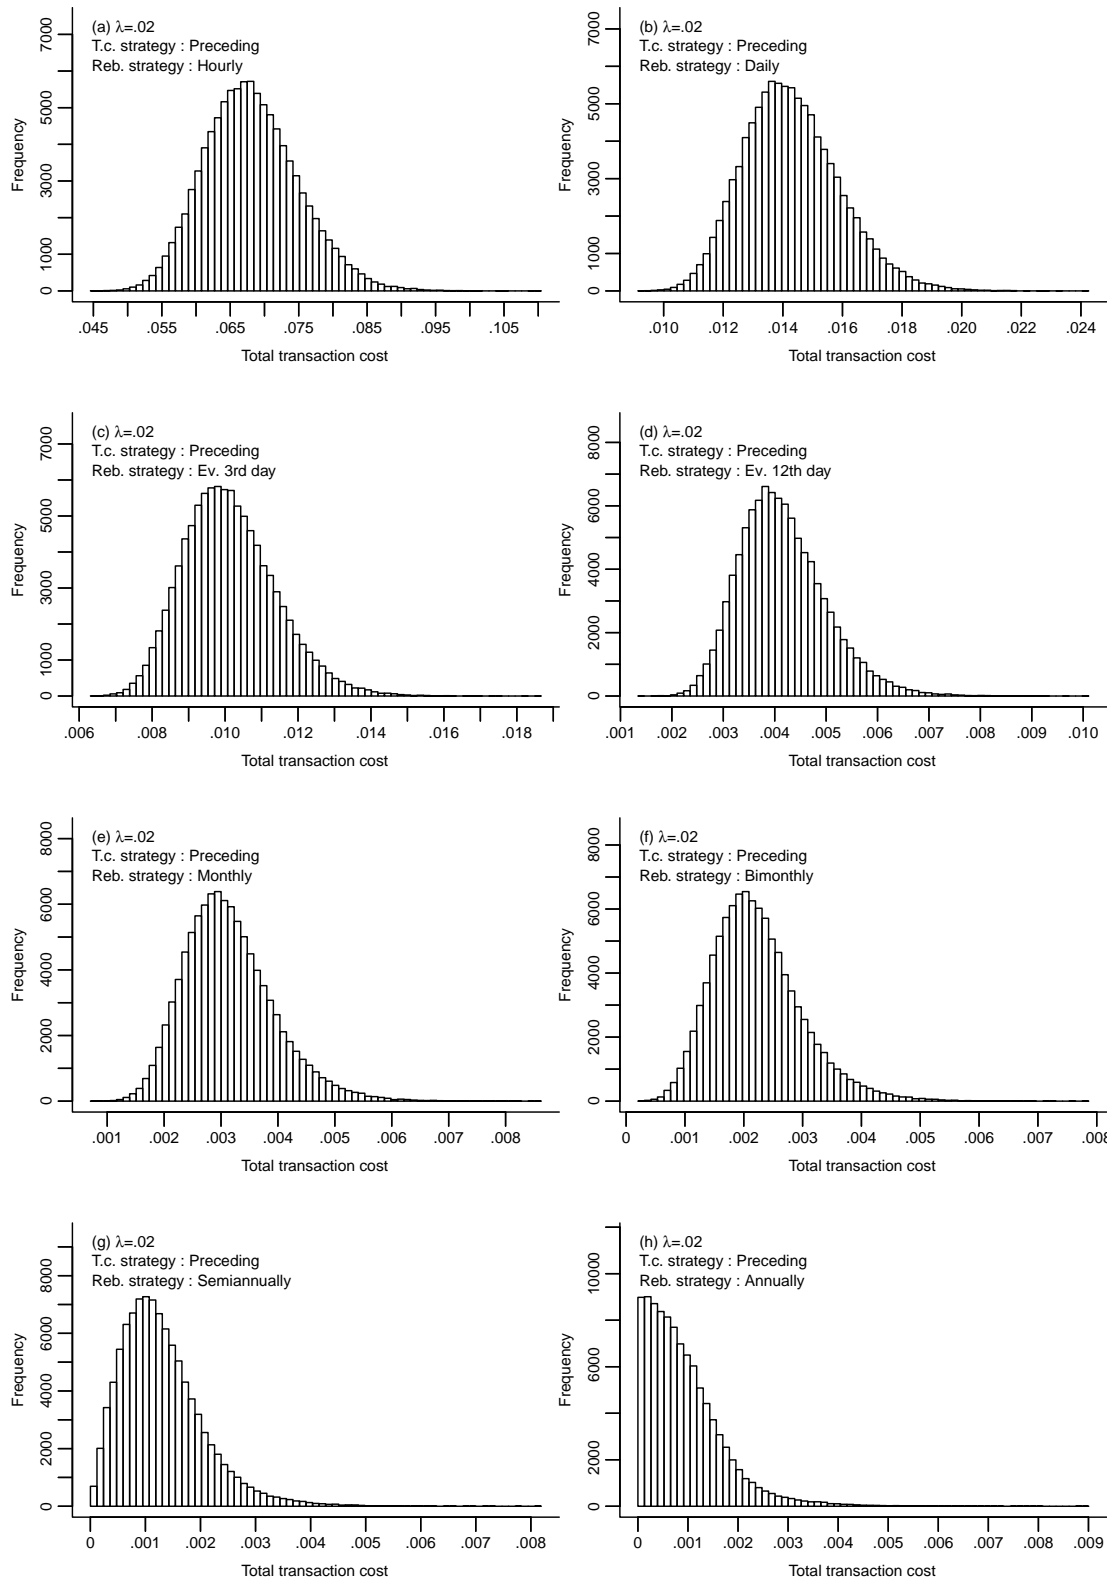 (a) λ=.02
T.c. strategy : Preceding
Reb. strategy : Hourly
Frequency
0 1000 3000 5000 7000
.045 .055 .065 .075 .085 .095 .105
Total transaction cost
(b) λ=.02
T.c. strategy : Preceding
Reb. strategy : Daily
Frequency
0 1000 3000 5000 7000
.010 .012 .014 .016 .018 .020 .022 .024
Total transaction cost
(c) λ=.02
T.c. strategy : Preceding
Reb. strategy : Ev. 3rd day
Frequency
0 1000 3000 5000 7000
.006 .008 .010 .012 .014 .016 .018
Total transaction cost
(d) λ=.02
T.c. strategy : Preceding
Reb. strategy : Ev. 12th day
Frequency
0 2000 4000 6000 8000
.001 .002 .003 .004 .005 .006 .007 .008 .009 .010
Total transaction cost
(e) λ=.02
T.c. strategy : Preceding
Reb. strategy : Monthly
Frequency
0 2000 4000 6000 8000
.001 .002 .003 .004 .005 .006 .007 .008
Total transaction cost
(f) λ=.02
T.c. strategy : Preceding
Reb. strategy : Bimonthly
Frequency
0 2000 4000 6000 8000
0 .001 .002 .003 .004 .005 .006 .007 .008
Total transaction cost
(g) λ=.02
T.c. strategy : Preceding
Reb. strategy : Semiannually
Frequency
0 2000 4000 6000 8000
0 .001 .002 .003 .004 .005 .006 .007 .008
Total transaction cost
(h) λ=.02
T.c. strategy : Preceding
Reb. strategy : Annually
Frequency
0 2000 6000 10000
0 .001 .002 .003 .004 .005 .006 .007 .008 .009
Total transaction cost